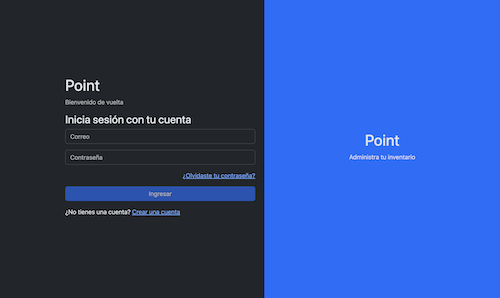 Point
Bienvenido de vuelta
Inicia sesión con tu cuenta
Correo
Contraseña
¿Olvidaste tu contraseña?
Ingresar
¿No tienes una cuenta? Crear una cuenta
Point
Administra tu inventario